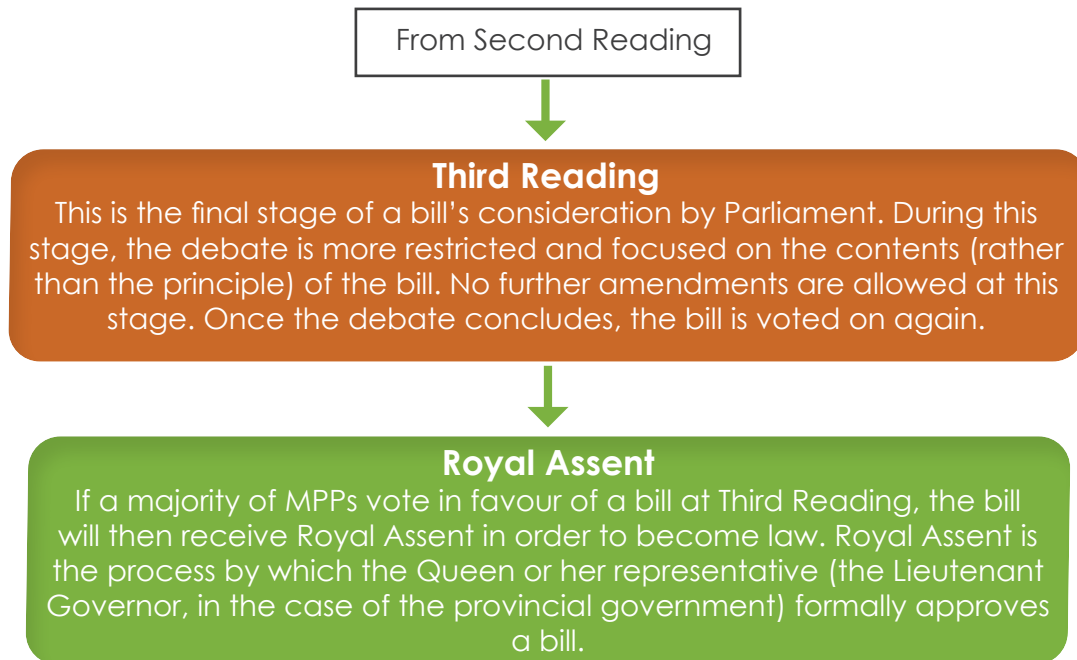 From Second Reading
Third Reading
This is the final stage of a bill's consideration by Parliament. During this
stage, the debate is more restricted and focused on the contents (rather
than the principle) of the bill. No further amendments are allowed at this
stage. Once the debate concludes, the bill is voted on again.
Royal Assent
If a majority of MPPs vote in favour of a bill at Third Reading, the bill
will then receive Royal Assent in order to become law. Royal Assent is
the process by which the Queen or her representative (the Lieutenant
Governor, in the case of the provincial government) formally approves
a bill.